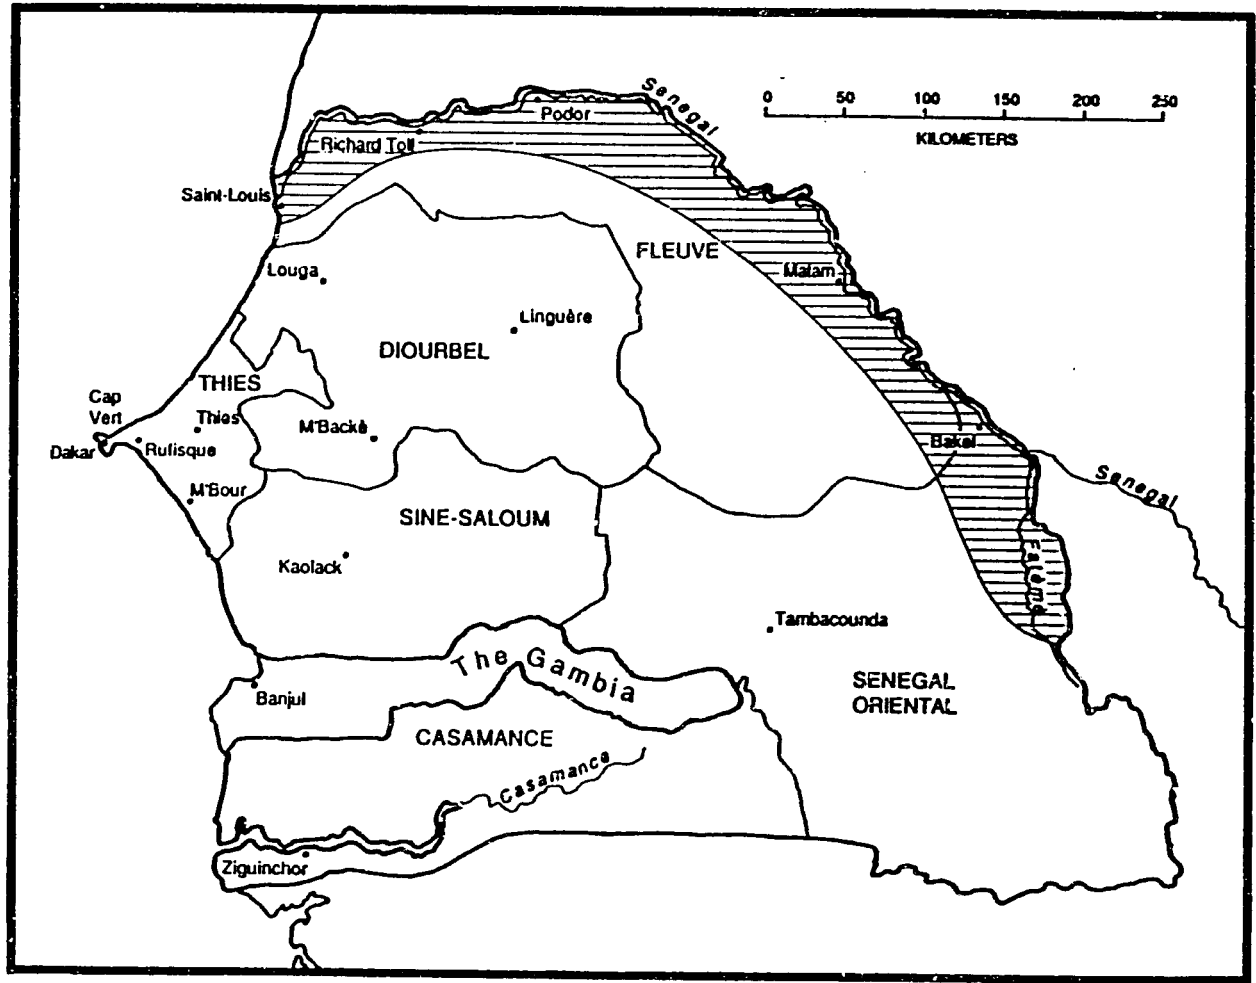 Senegal
0 50 100 150 200 250
KILOMETERS
Podor
Richard Toll
Saint-Louis
FLEUVE
Louga
Matam
Linguère
DIOURBEL
THIES
Cap
Vert
Thies
M'Backè
Dakar
Rufisque
Bakel
Senegal
M'Bour
SINE-SALOUM
Kaolack
Falémé
Tambacounda
The Gambia
SENEGAL
ORIENTAL
Banjul
CASAMANCE
Casamance
Ziguinchor